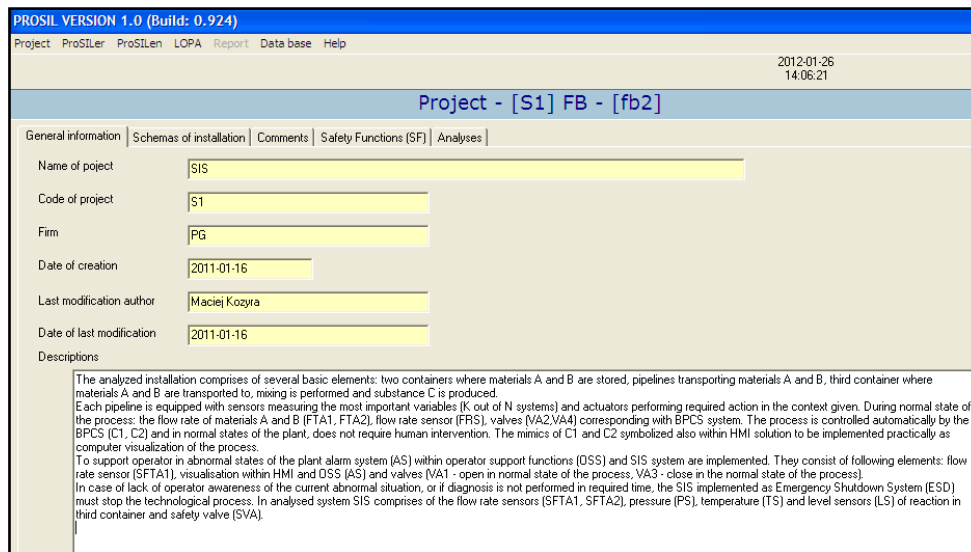 PROSIL VERSION 1.0 (Build: 0.924)
Project ProSILer ProSILen LOPA Report Data base Help
2012-01-26
14:06:21
Project - [S1] FB - [fb2]
General information Schemas of installation Comments Safety Functions (SF) Analyses
Name of poject SIS
Code of project S1
Firm PG
Date of creation 2011-01-16
Last modification author Maciej Kozyra
Date of last modification 2011-01-16
Descriptions
The analyzed installation comprises of several basic elements: two containers where materials A and B are stored, pipelines transporting materials A and B, third container where
materials A and B are transported to, mixing is performed and substance C is produced.
Each pipeline is equipped with sensors measuring the most important variables (K out of N systems) and actuators performing required action in the context given. During normal state of
the process: the flow rate of materials A and B (FTA1, FTA2), flow rate sensor (FRS), valves (VA2,VA4) corresponding with BPCS system. The process is controlled automatically by the
BPCS (C1, C2) and in normal states of the plant, does not require human intervention. The mimics of C1 and C2 symbolized also within HMI solution to be implemented practically as
computer visualization of the process.
To support operator in abnormal states of the plant alarm system (AS) within operator support functions (OSS) and SIS system are implemented. They consist of following elements: flow
rate sensor (SFTA1), visualisation within HMI and OSS (AS) and valves (VA1 - open in normal state of the process, VA3 - close in the normal state of the process).
In case of lack of operator awareness of the current abnormal situation, or if diagnosis is not performed in required time, the SIS implemented as Emergency Shutdown System (ESD)
must stop the technological process. In analysed system SIS comprises of the flow rate sensors (SFTA1, SFTA2), pressure (PS), temperature (TS) and level sensors (LS) of reaction in
third container and safety valve (SVA).